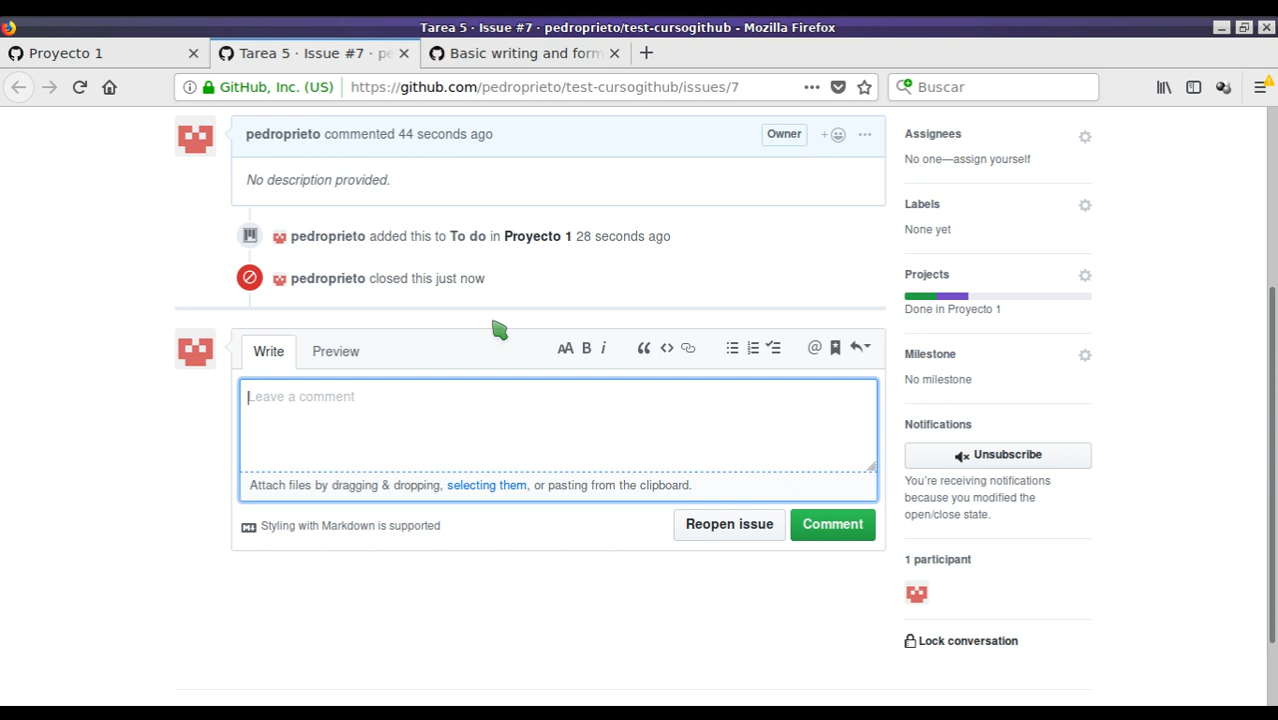 Tarea 5 · Issue #7 · pedroprieto/test-cursogithub - Mozilla Firefox
Proyecto 1
Tarea 5 · Issue #7 · pe
Basic writing and form
GitHub, Inc. (US)
https://github.com/pedroprieto/test-cursogithub/issues/7
Buscar
pedroprieto commented 44 seconds ago
Owner
No description provided.
pedroprieto added this to To do in Proyecto 1 28 seconds ago
pedroprieto closed this just now
Write
Preview
AA B i
Leave a comment
Attach files by dragging & dropping, selecting them, or pasting from the clipboard.
Styling with Markdown is supported
Reopen issue
Comment
Assignees
No one—assign yourself
Labels
None yet
Projects
Done in Proyecto 1
Milestone
No milestone
Notifications
Unsubscribe
You're receiving notifications
because you modified the
open/close state.
1 participant
Lock conversation